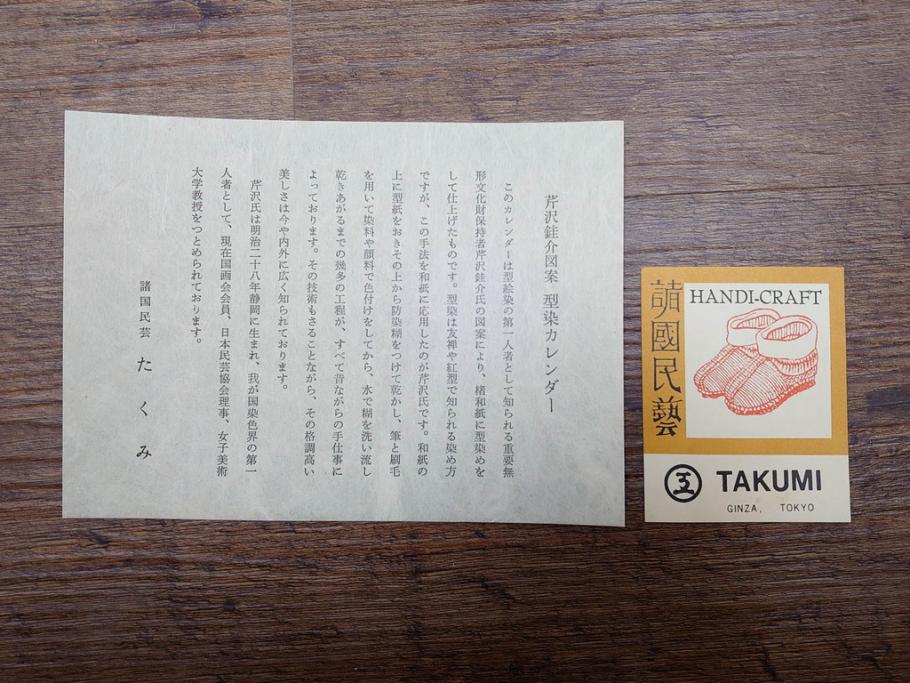 芹沢銈介図案 型染カレンダー
このカレンダーは型絵染の第一人者として知られる重要無
形文化財保持者芹沢銈介氏の図案により、楮和紙に型染めを
して仕上げたものです。型染は友禅や紅型で知られる染め方
ですが、この手法を和紙に応用したのが芹沢氏です。和紙の
上に型紙をおきその上から防染糊をつけて乾かし、筆と刷毛
を用いて染料や顔料で色付けをしてから、水で糊を洗い流し
乾きあがるまでの幾多の工程が、すべて昔ながらの手仕事に
よっております。その技術もさることながら、その格調高い
美しさは今や内外に広く知られております。
芹沢氏は明治二十八年静岡に生まれ、我が国染色界の第一
人者として、現在国画会会員、日本民芸協会理事、女子美術
大学教授をつとめられております。
諸国民芸 たくみ
諸國民藝
HANDI-CRAFT
TAKUMI
GINZA, TOKYO